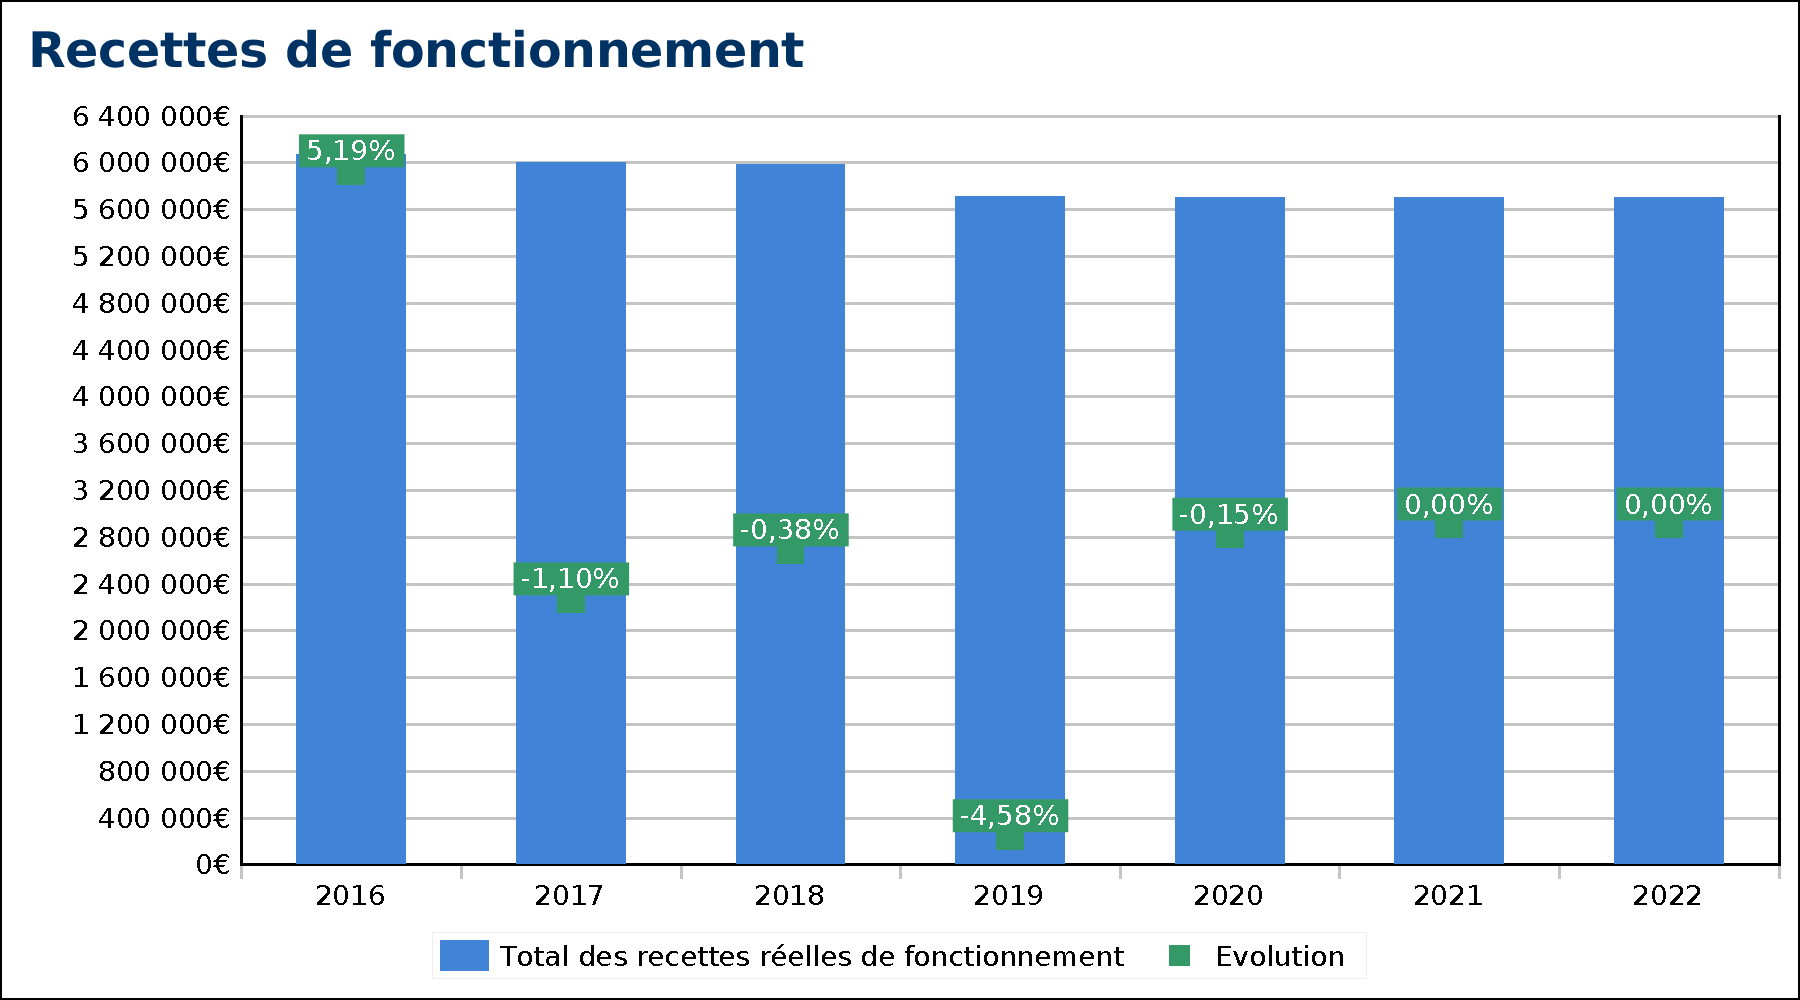 Recettes de fonctionnement
6 400 000€
6 000 000€
5 600 000€
5 200 000€
4 800 000€
4 400 000€
4 000 000€
3 600 000€
3 200 000€
2 800 000€
2 400 000€
2 000 000€
1 600 000€
1 200 000€
800 000€
400 000€
0€
5,19%
-1,10%
-0,38%
-4,58%
-0,15%
0,00%
0,00%
2016 2017 2018 2019 2020 2021 2022
Total des recettes réelles de fonctionnement Evolution